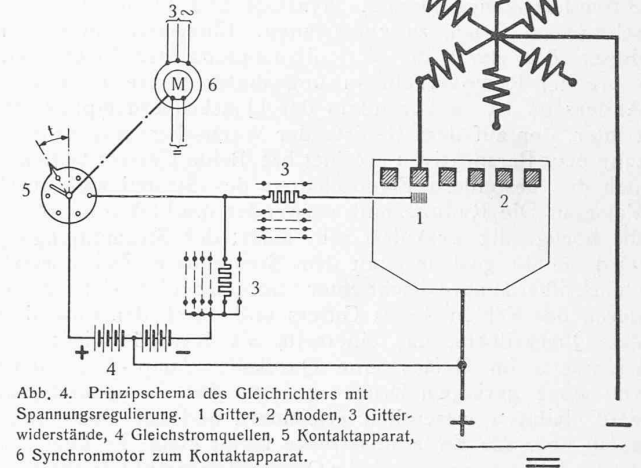 3~
M
6
=
t
5
3
2
3
+
−
4
+
−
=
Abb. 4. Prinzipschema des Gleichrichters mit
Spannungsregulierung. 1 Gitter, 2 Anoden, 3 Gitter-
widerstände, 4 Gleichstromquellen, 5 Kontaktapparat,
6 Synchronmotor zum Kontaktapparat.